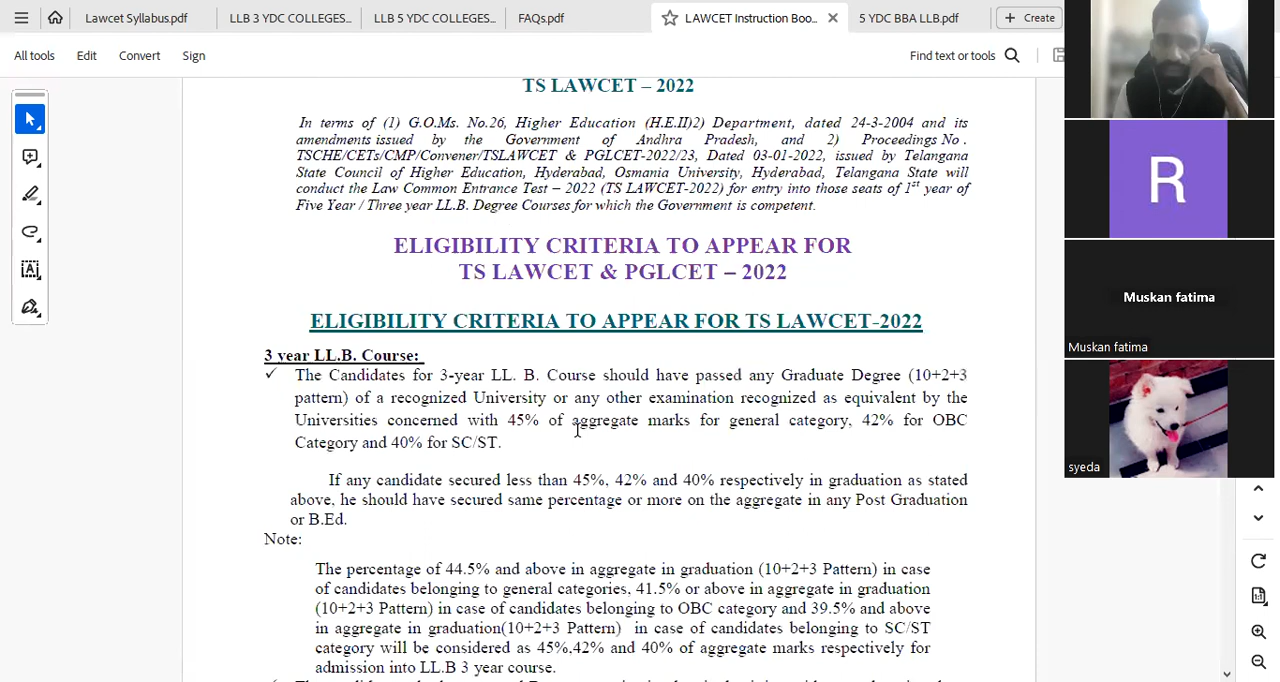 Lawcet Syllabus.pdf
LLB 3 YDC COLLEGES...
LLB 5 YDC COLLEGES...
FAQs.pdf
LAWCET Instruction Boo...
5 YDC BBA LLB.pdf
Create
All tools
Edit
Convert
Sign
Find text or tools
TS LAWCET – 2022
In terms of (1) G.O.Ms. No.26, Higher Education (H.E.II)2) Department, dated 24-3-2004 and its
amendments issued by the Government of Andhra Pradesh, and 2) Proceedings No .
TSCHE/CETs/CMP/Convener/TSLAWCET & PGLCET-2022/23, Dated 03-01-2022, issued by Telangana
State Council of Higher Education, Hyderabad, Osmania University, Hyderabad, Telangana State will
conduct the Law Common Entrance Test – 2022 (TS LAWCET-2022) for entry into those seats of 1st year of
Five Year / Three year LL.B. Degree Courses for which the Government is competent.
ELIGIBILITY CRITERIA TO APPEAR FOR
TS LAWCET & PGLCET – 2022
ELIGIBILITY CRITERIA TO APPEAR FOR TS LAWCET-2022
3 year LL.B. Course:
✓ The Candidates for 3-year LL. B. Course should have passed any Graduate Degree (10+2+3
pattern) of a recognized University or any other examination recognized as equivalent by the
Universities concerned with 45% of aggregate marks for general category, 42% for OBC
Category and 40% for SC/ST.
If any candidate secured less than 45%, 42% and 40% respectively in graduation as stated
above, he should have secured same percentage or more on the aggregate in any Post Graduation
or B.Ed.
Note:
The percentage of 44.5% and above in aggregate in graduation (10+2+3 Pattern) in case
of candidates belonging to general categories, 41.5% or above in aggregate in graduation
(10+2+3 Pattern) in case of candidates belonging to OBC category and 39.5% and above
in aggregate in graduation(10+2+3 Pattern) in case of candidates belonging to SC/ST
category will be considered as 45%,42% and 40% of aggregate marks respectively for
admission into LL.B 3 year course.
R
Muskan fatima
Muskan fatima
syeda